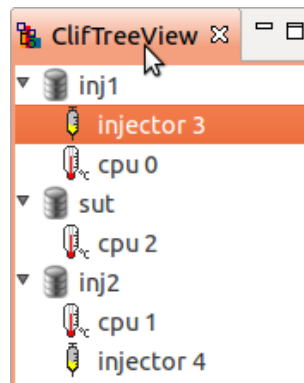 ClifTreeView
inj1
injector 3
°c cpu 0
sut
°c cpu 2
inj2
°c cpu 1
injector 4